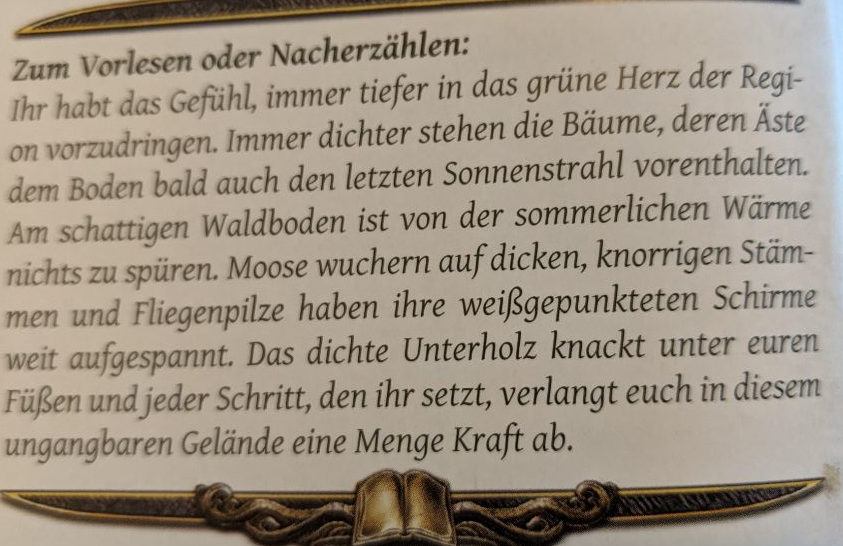 Zum Vorlesen oder Nacherzählen:
Ihr habt das Gefühl, immer tiefer in das grüne Herz der Regi-
on vorzudringen. Immer dichter stehen die Bäume, deren Äste
dem Boden bald auch den letzten Sonnenstrahl vorenthalten.
Am schattigen Waldboden ist von der sommerlichen Wärme
nichts zu spüren. Moose wuchern auf dicken, knorrigen Stäm-
men und Fliegenpilze haben ihre weißgepunkteten Schirme
weit aufgespannt. Das dichte Unterholz knackt unter euren
Füßen und jeder Schritt, den ihr setzt, verlangt euch in diesem
ungangbaren Gelände eine Menge Kraft ab.